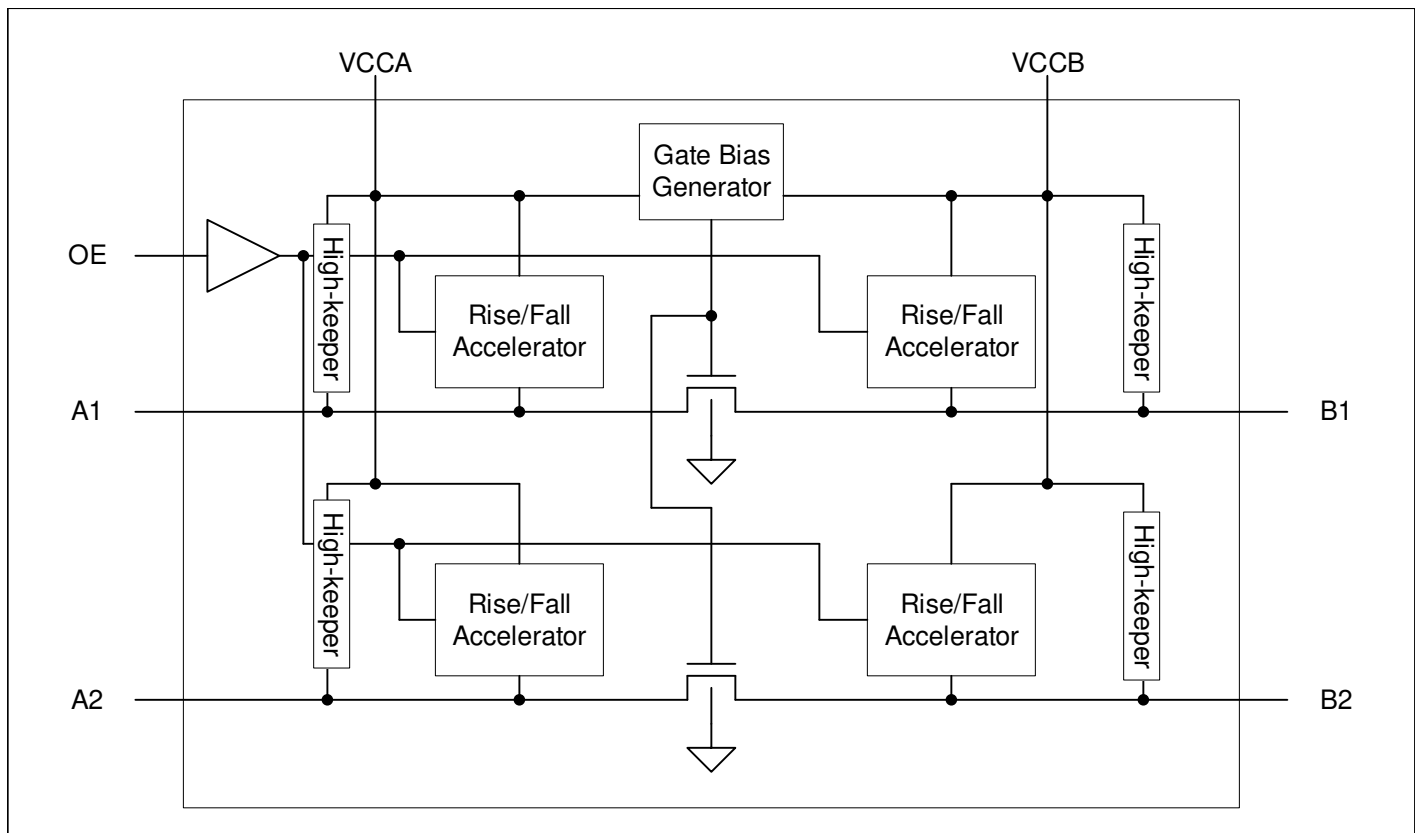 VCCA
VCCB
Gate Bias
Generator
OE
High-keeper
Rise/Fall
Accelerator
Rise/Fall
Accelerator
High-keeper
A1
B1
High-keeper
Rise/Fall
Accelerator
Rise/Fall
Accelerator
High-keeper
A2
B2